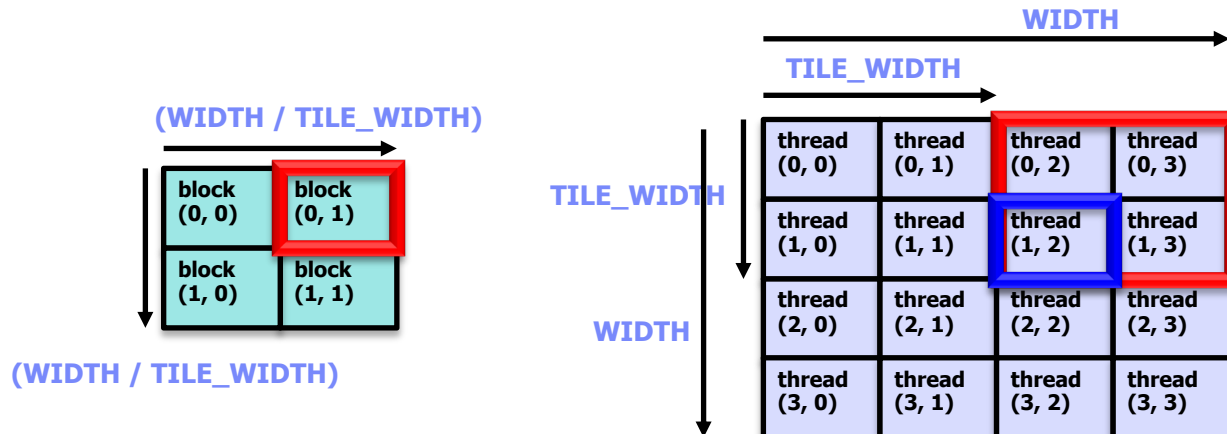 (WIDTH / TILE_WIDTH)
block block
(0, 0) (0, 1)
block block
(1, 0) (1, 1)
(WIDTH / TILE_WIDTH)
WIDTH
TILE_WIDTH
TILE_WIDTH
WIDTH
thread thread thread thread
(0, 0) (0, 1) (0, 2) (0, 3)
thread thread thread thread
(1, 0) (1, 1) (1, 2) (1, 3)
thread thread thread thread
(2, 0) (2, 1) (2, 2) (2, 3)
thread thread thread thread
(3, 0) (3, 1) (3, 2) (3, 3)